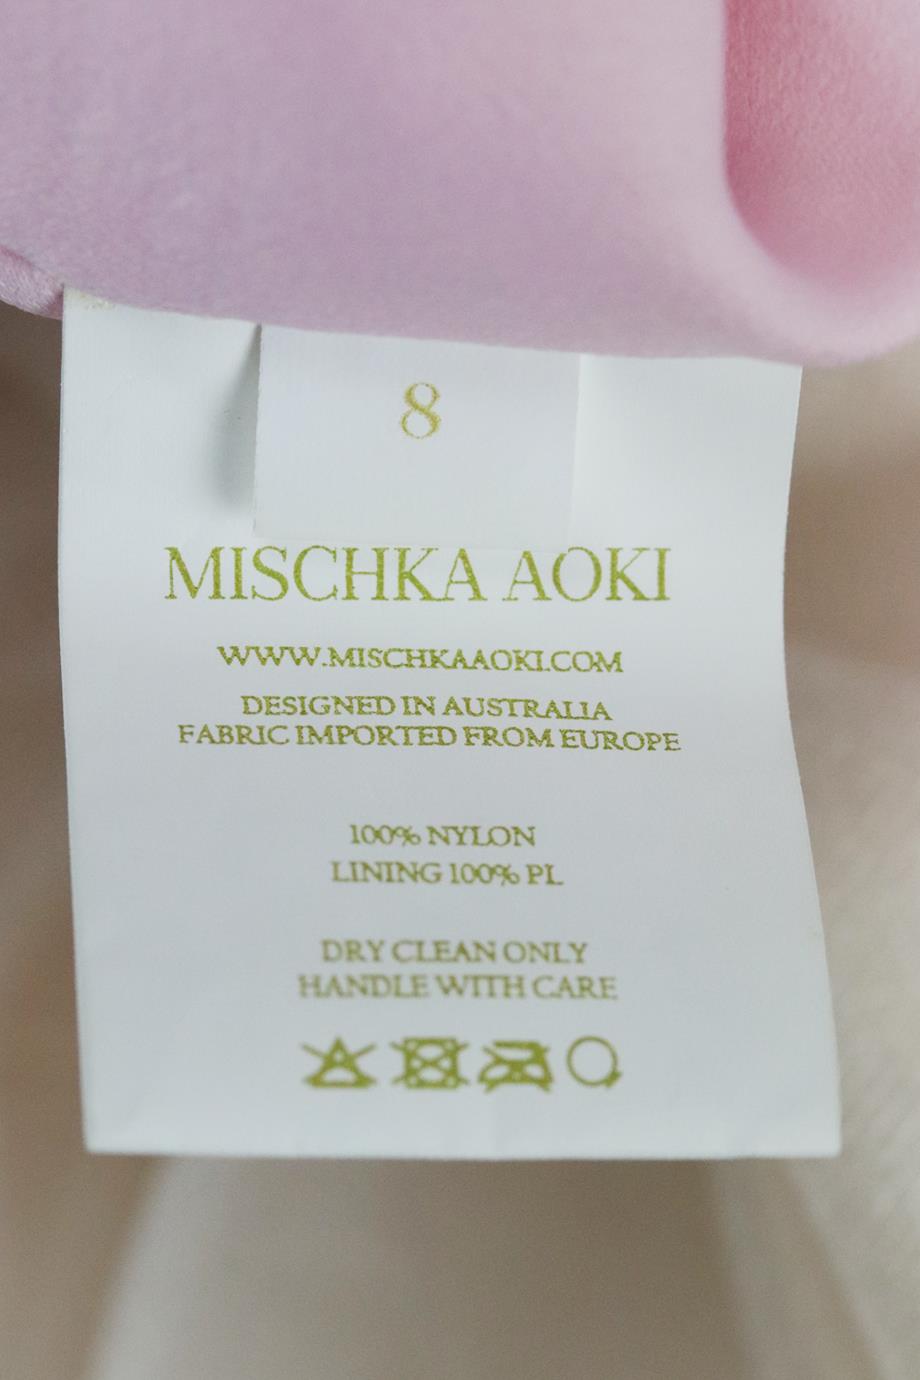 8
MISCHKA AOKI
WWW.MISCHKAAOKI.COM
DESIGNED IN AUSTRALIA
FABRIC IMPORTED FROM EUROPE
100% NYLON
LINING 100% PL
DRY CLEAN ONLY
HANDLE WITH CARE